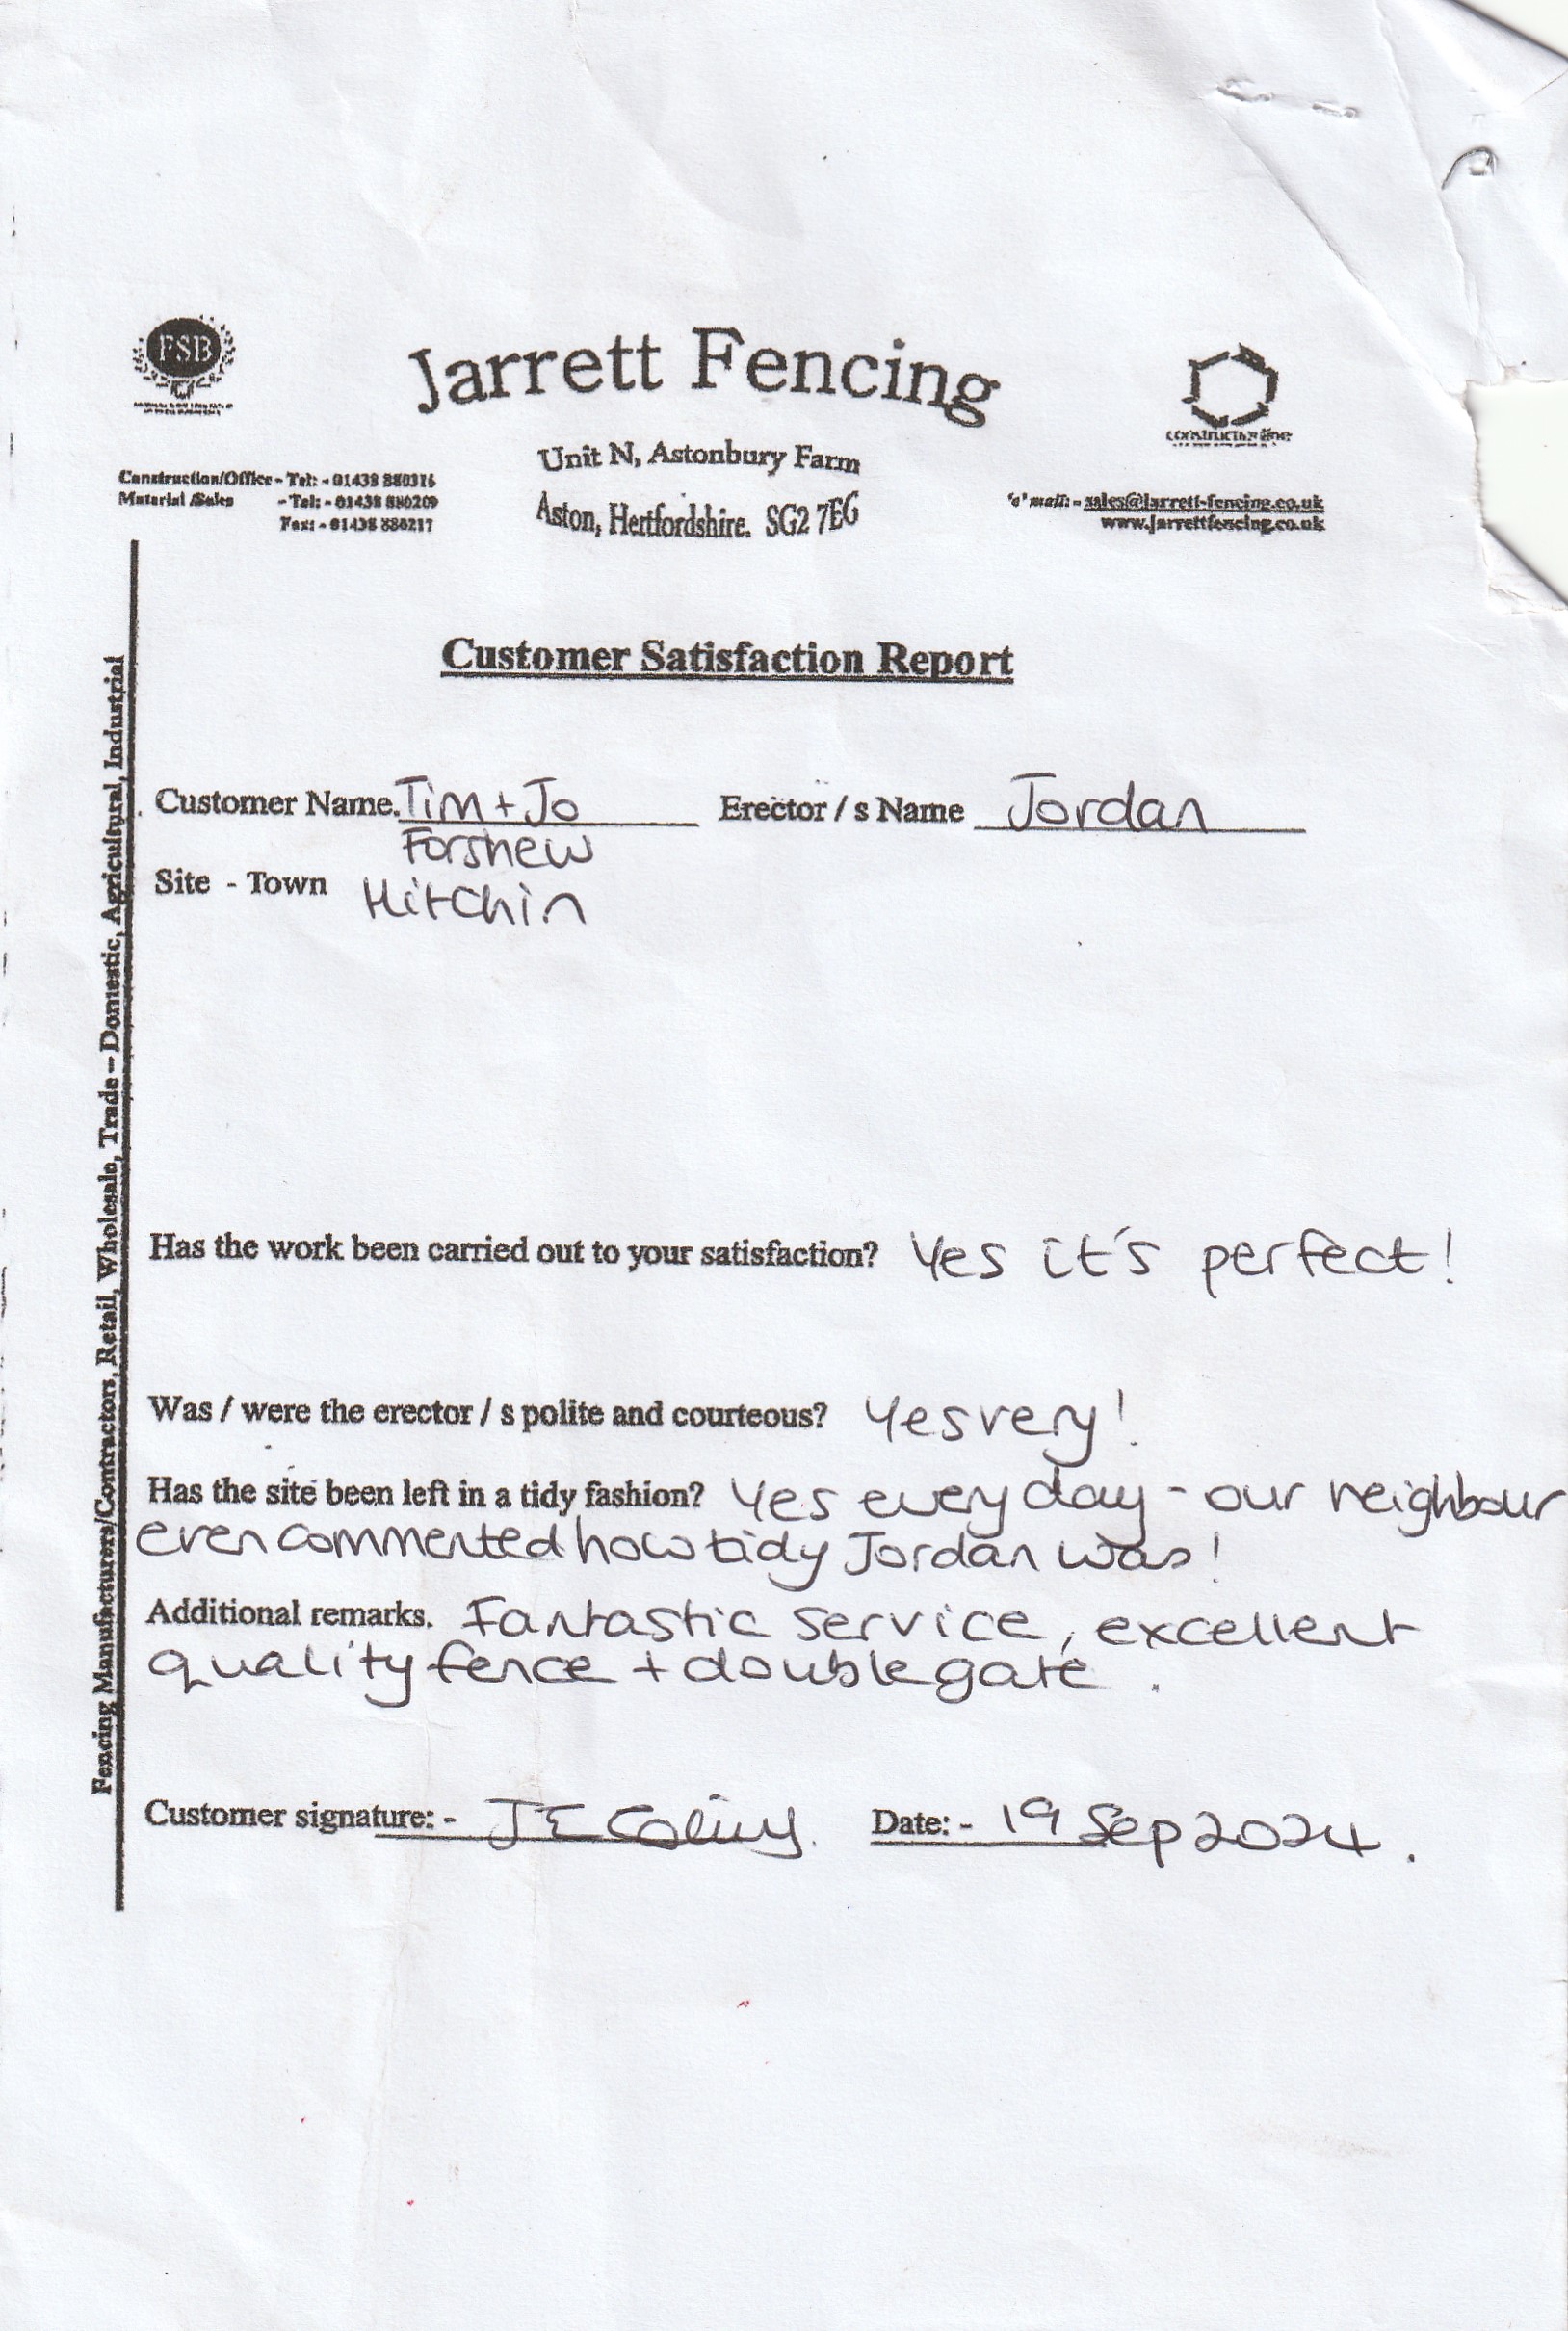 FSB
Jarrett Fencing
constructionline
Unit N, Astonbury Farm
Aston, Hertfordshire. SG2 7EG
Construction/Office - Tel: - 01438 880316
Material /Sales - Tel: - 01438 880209
Fax: - 01438 880217
'e' mail: - sales@jarrett-fencing.co.uk
www.jarrettfencing.co.uk
Fencing Manufacturers/Contractors, Retail, Wholesale, Trade – Domestic, Agricultural, Industrial
Customer Satisfaction Report
Customer Name. Tim + Jo Erector / s Name Jordan
Forshew
Site - Town Hitchin
Has the work been carried out to your satisfaction? Yes it's perfect!
Was / were the erector / s polite and courteous? Yes very!
Has the site been left in a tidy fashion? Yes every day - our neighbour
even commented how tidy Jordan was!
Additional remarks. Fantastic service, excellent
quality fence + double gate.
Customer signature: - J E Date: - 19 Sep 2024.